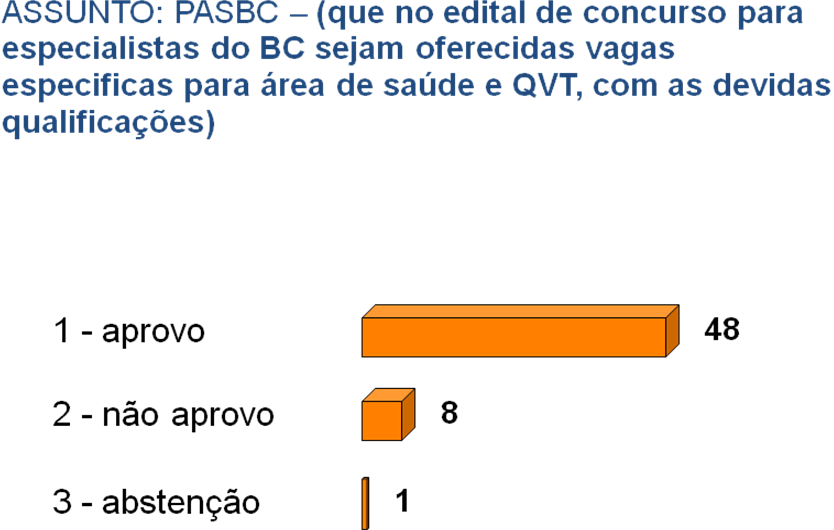 ASSUNTO: PASBC – (que no edital de concurso para
especialistas do BC sejam oferecidas vagas
especificas para área de saúde e QVT, com as devidas
qualificações)
1 - aprovo 48
2 - não aprovo 8
3 - abstenção 1